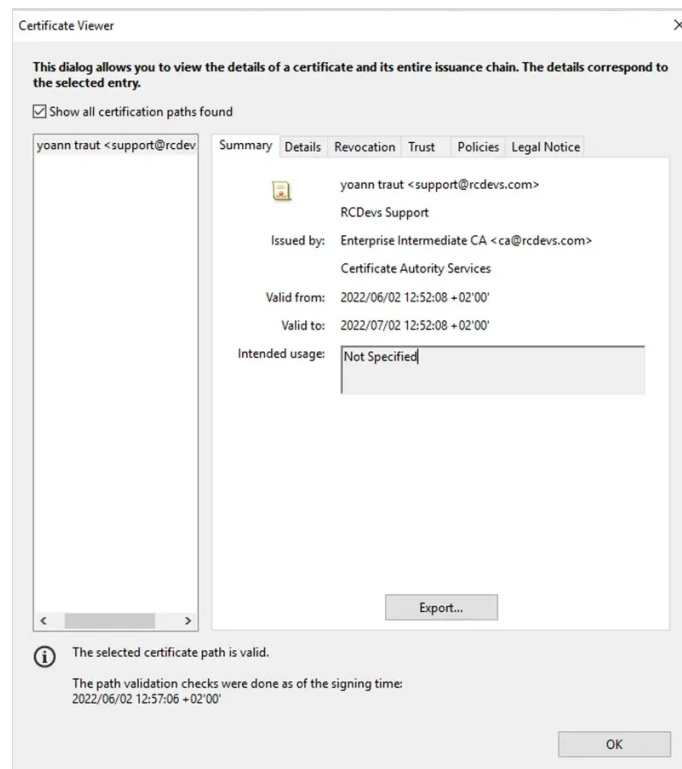 Certificate Viewer
This dialog allows you to view the details of a certificate and its entire issuance chain. The details correspond to
the selected entry.
Show all certification paths found
yoann traut <support@rcdev
Summary Details Revocation Trust Policies Legal Notice
yoann traut <support@rcdevs.com>
RCDevs Support
Issued by: Enterprise Intermediate CA <ca@rcdevs.com>
Certificate Autority Services
Valid from: 2022/06/02 12:52:08 +02'00'
Valid to: 2022/07/02 12:52:08 +02'00'
Intended usage: Not Specified
Export...
The selected certificate path is valid.
The path validation checks were done as of the signing time:
2022/06/02 12:57:06 +02'00'
OK